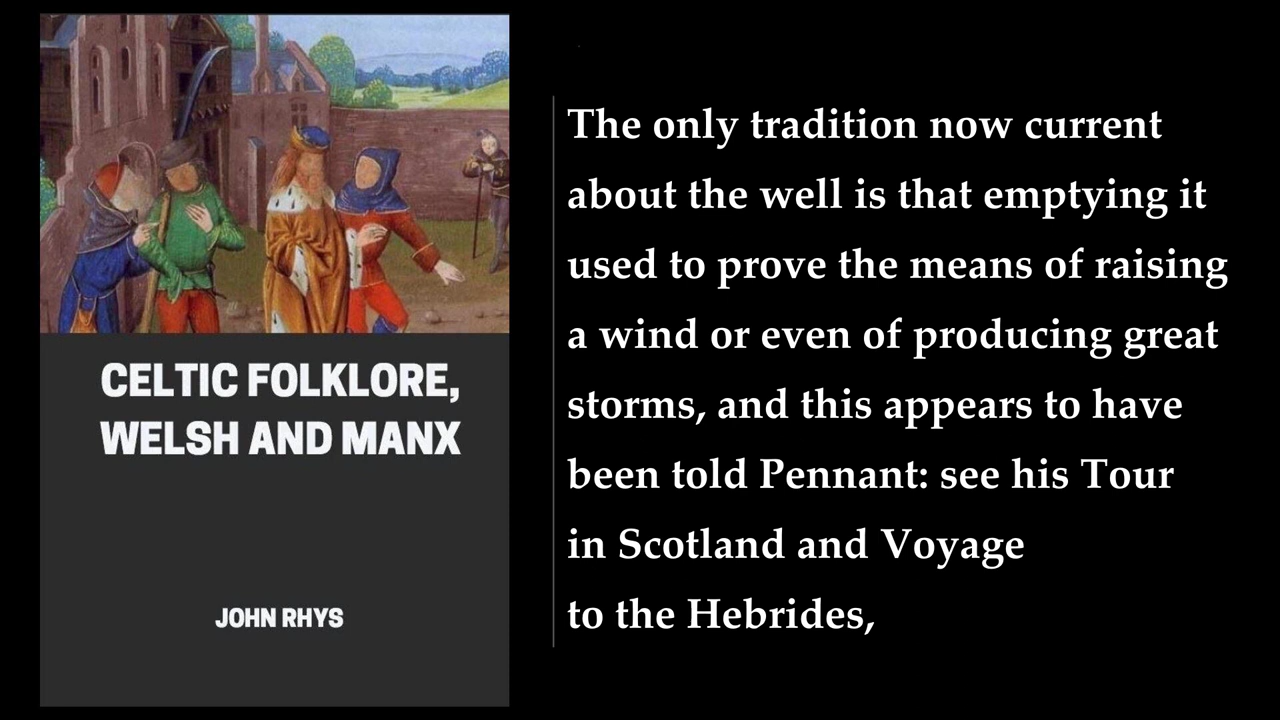 CELTIC FOLKLORE,
WELSH AND MANX
JOHN RHYS
The only tradition now current
about the well is that emptying it
used to prove the means of raising
a wind or even of producing great
storms, and this appears to have
been told Pennant: see his Tour
in Scotland and Voyage
to the Hebrides,